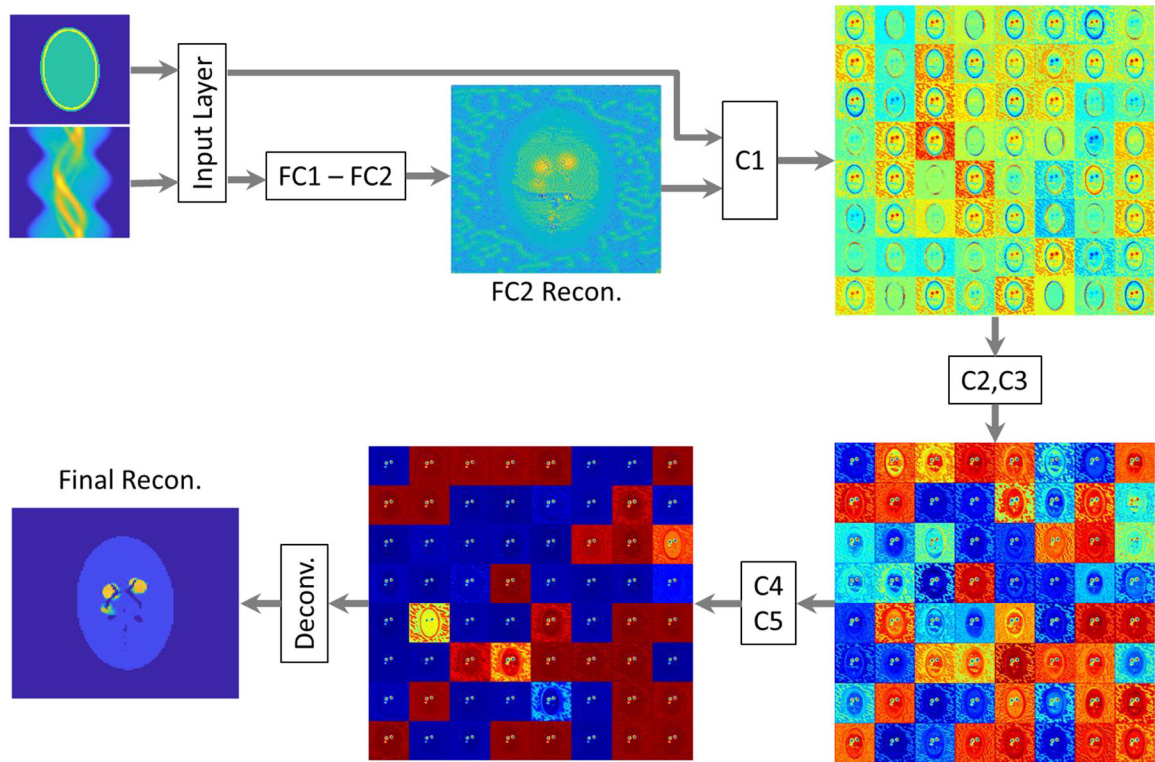 Input Layer
FC1 – FC2
FC2 Recon.
C1
C2,C3
C4
C5
Deconv.
Final Recon.